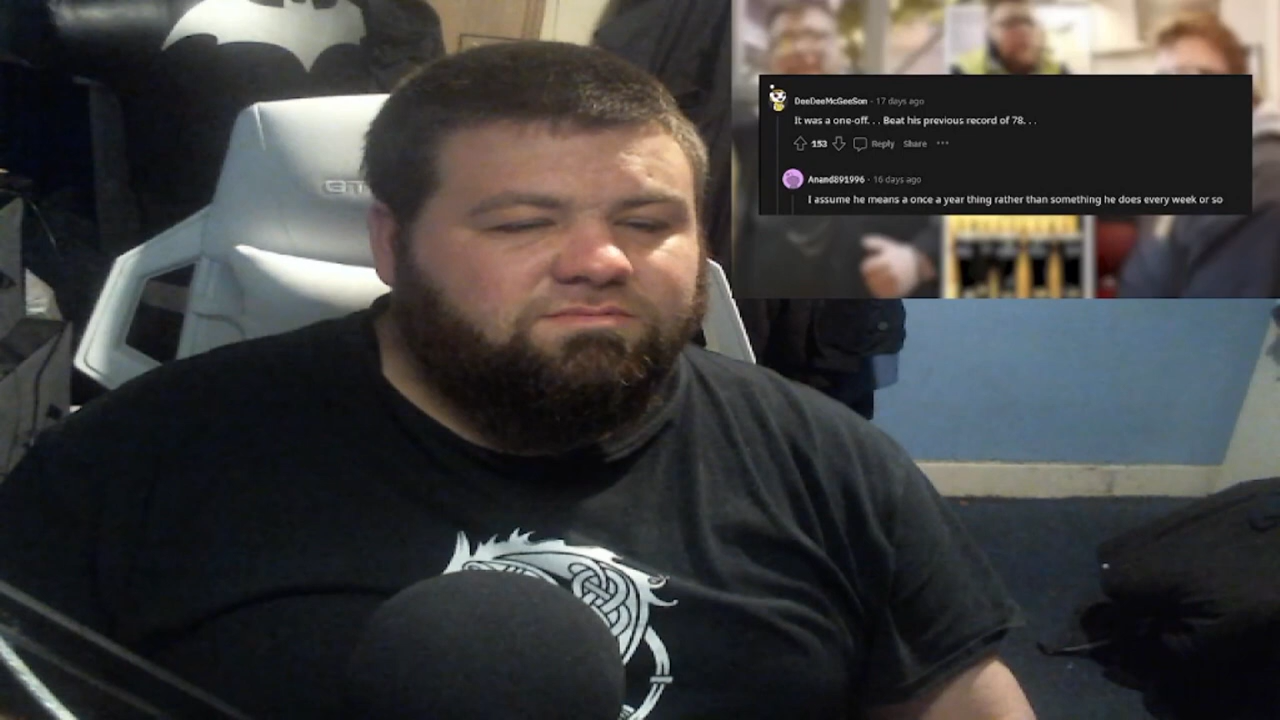 DeeDeeMcGeeSon · 17 days ago
It was a one-off. . . Beat his previous record of 78. . .
153 Reply Share ···
Anand891996 · 16 days ago
I assume he means a once a year thing rather than something he does every week or so
GT